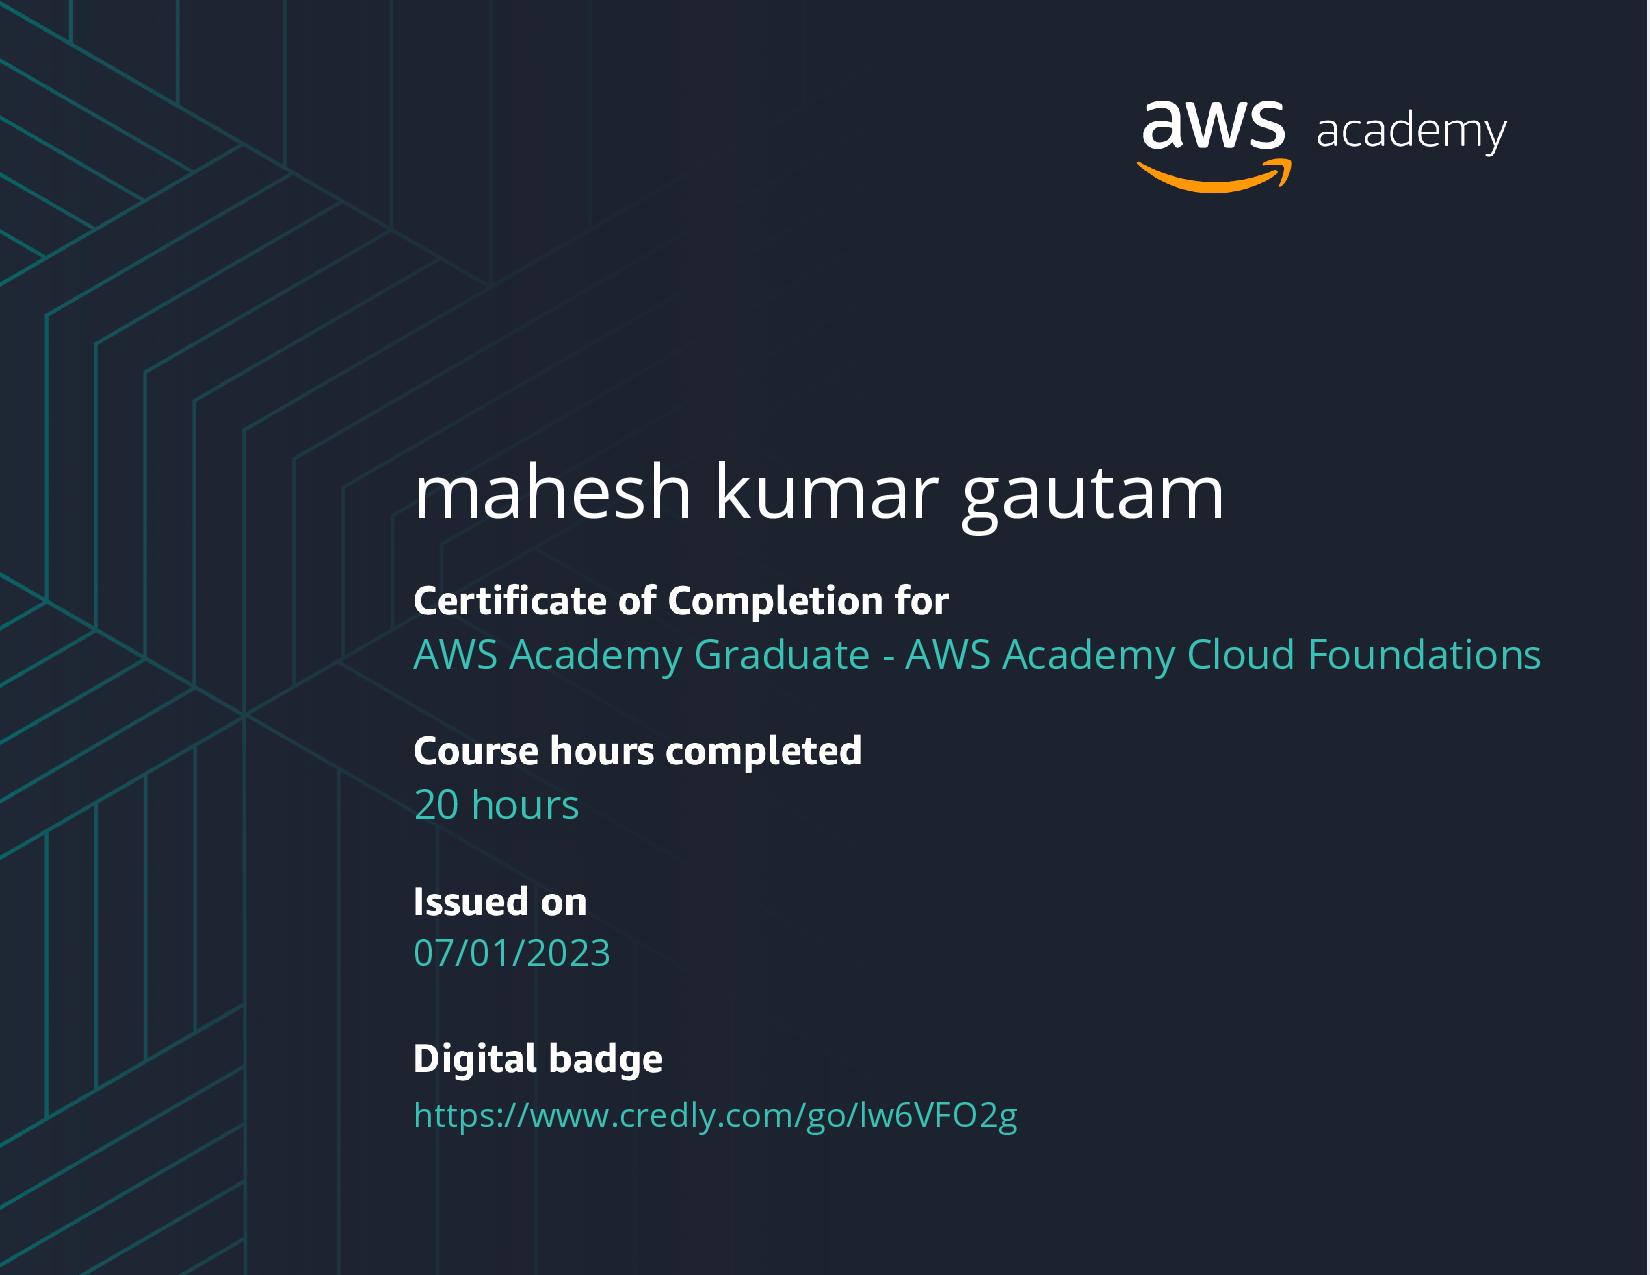 aws academy
mahesh kumar gautam
Certificate of Completion for
AWS Academy Graduate - AWS Academy Cloud Foundations
Course hours completed
20 hours
Issued on
07/01/2023
Digital badge
https://www.credly.com/go/lw6VFO2g